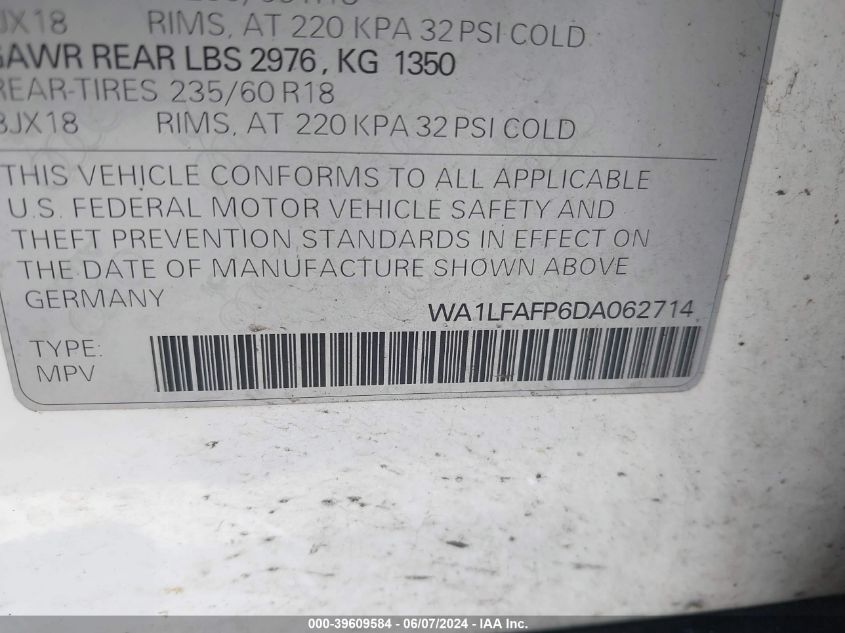 JX18 RIMS, AT 220 KPA 32 PSI COLD
GAWR REAR LBS 2976, KG 1350
REAR-TIRES 235/60 R18
8JX18 RIMS, AT 220 KPA 32 PSI COLD
THIS VEHICLE CONFORMS TO ALL APPLICABLE
U.S. FEDERAL MOTOR VEHICLE SAFETY AND
THEFT PREVENTION STANDARDS IN EFFECT ON
THE DATE OF MANUFACTURE SHOWN ABOVE
GERMANY
WA1LFAFP6DA062714
TYPE:
MPV
000-39609584 - 06/07/2024 - IAA Inc.